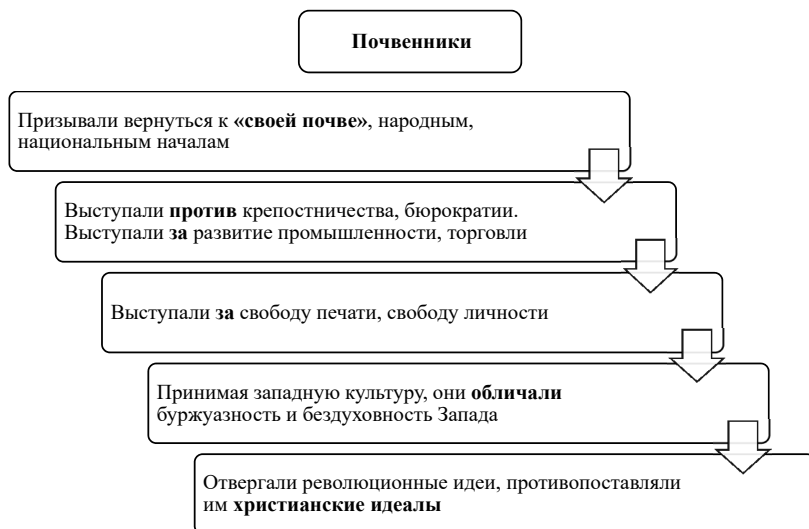 Почвенники
Призывали вернуться к «своей почве», народным,
национальным началам
Выступали против крепостничества, бюрократии.
Выступали за развитие промышленности, торговли
Выступали за свободу печати, свободу личности
Принимая западную культуру, они обличали
буржуазность и бездуховность Запада
Отвергали революционные идеи, противопоставляли
им христианские идеалы